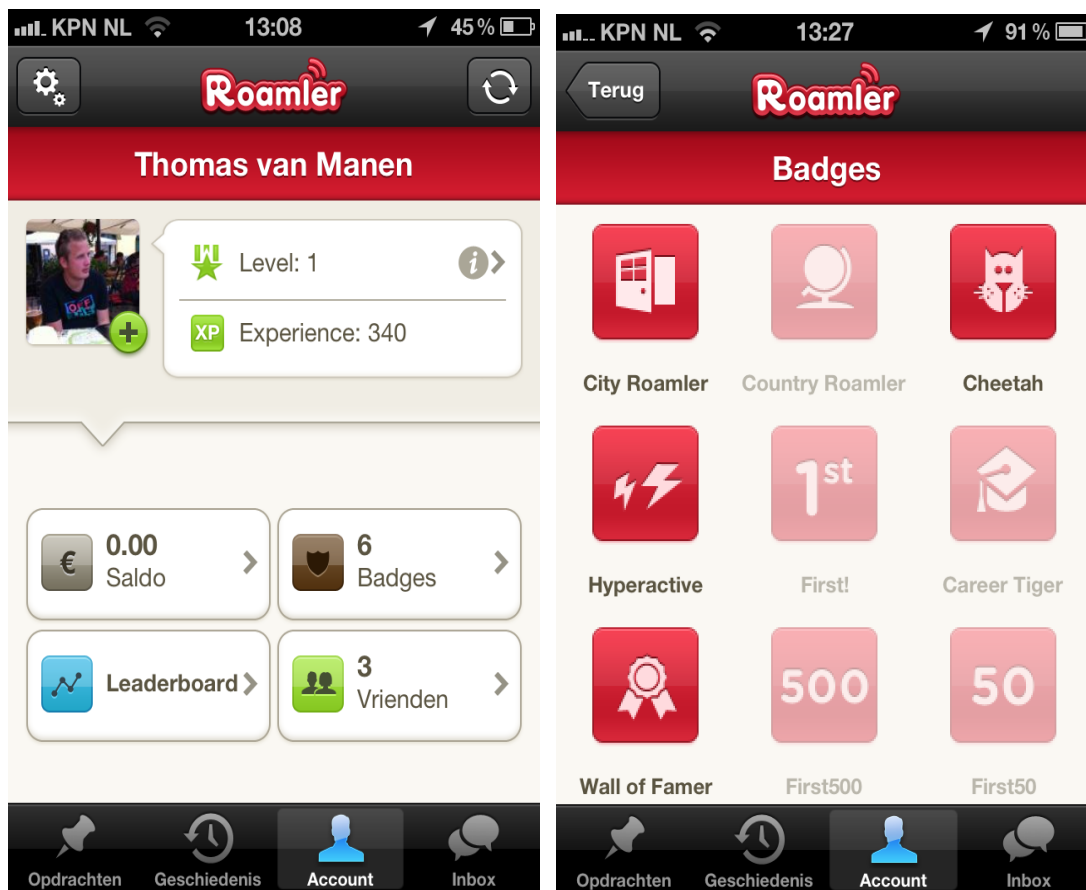 KPN NL 13:08 45 %
Roamler
Thomas van Manen
Level: 1
XP Experience: 340
0.00
Saldo
6
Badges
Leaderboard
3
Vrienden
Opdrachten Geschiedenis Account Inbox
KPN NL 13:27 91 %
Terug Roamler
Badges
City Roamler Country Roamler Cheetah
1st
Hyperactive First! Career Tiger
500 50
Wall of Famer First500 First50
Opdrachten Geschiedenis Account Inbox